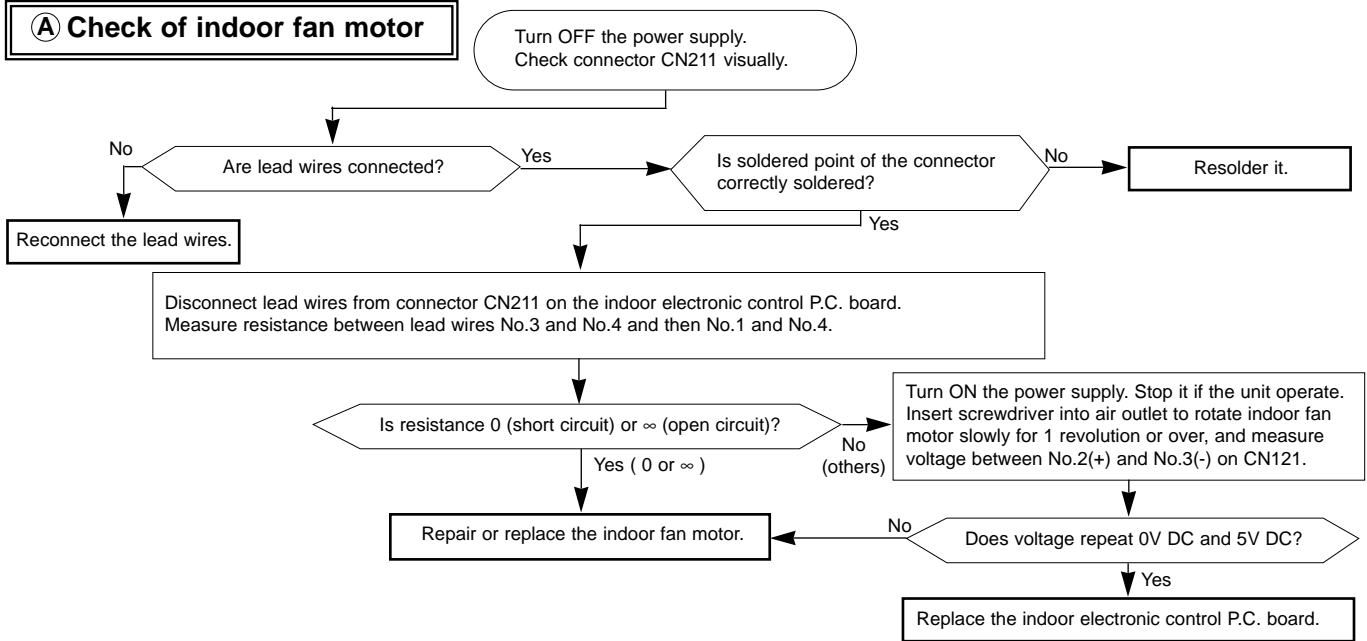 Ⓐ Check of indoor fan motor
Turn OFF the power supply.
Check connector CN211 visually.
No
Are lead wires connected?
Yes
Is soldered point of the connector
correctly soldered?
No
Resolder it.
Reconnect the lead wires.
Yes
Disconnect lead wires from connector CN211 on the indoor electronic control P.C. board.
Measure resistance between lead wires No.3 and No.4 and then No.1 and No.4.
Is resistance 0 (short circuit) or ∞ (open circuit)?
No
(others)
Turn ON the power supply. Stop it if the unit operate.
Insert screwdriver into air outlet to rotate indoor fan
motor slowly for 1 revolution or over, and measure
voltage between No.2(+) and No.3(-) on CN121.
Yes ( 0 or ∞ )
Repair or replace the indoor fan motor.
No
Does voltage repeat 0V DC and 5V DC?
Yes
Replace the indoor electronic control P.C. board.